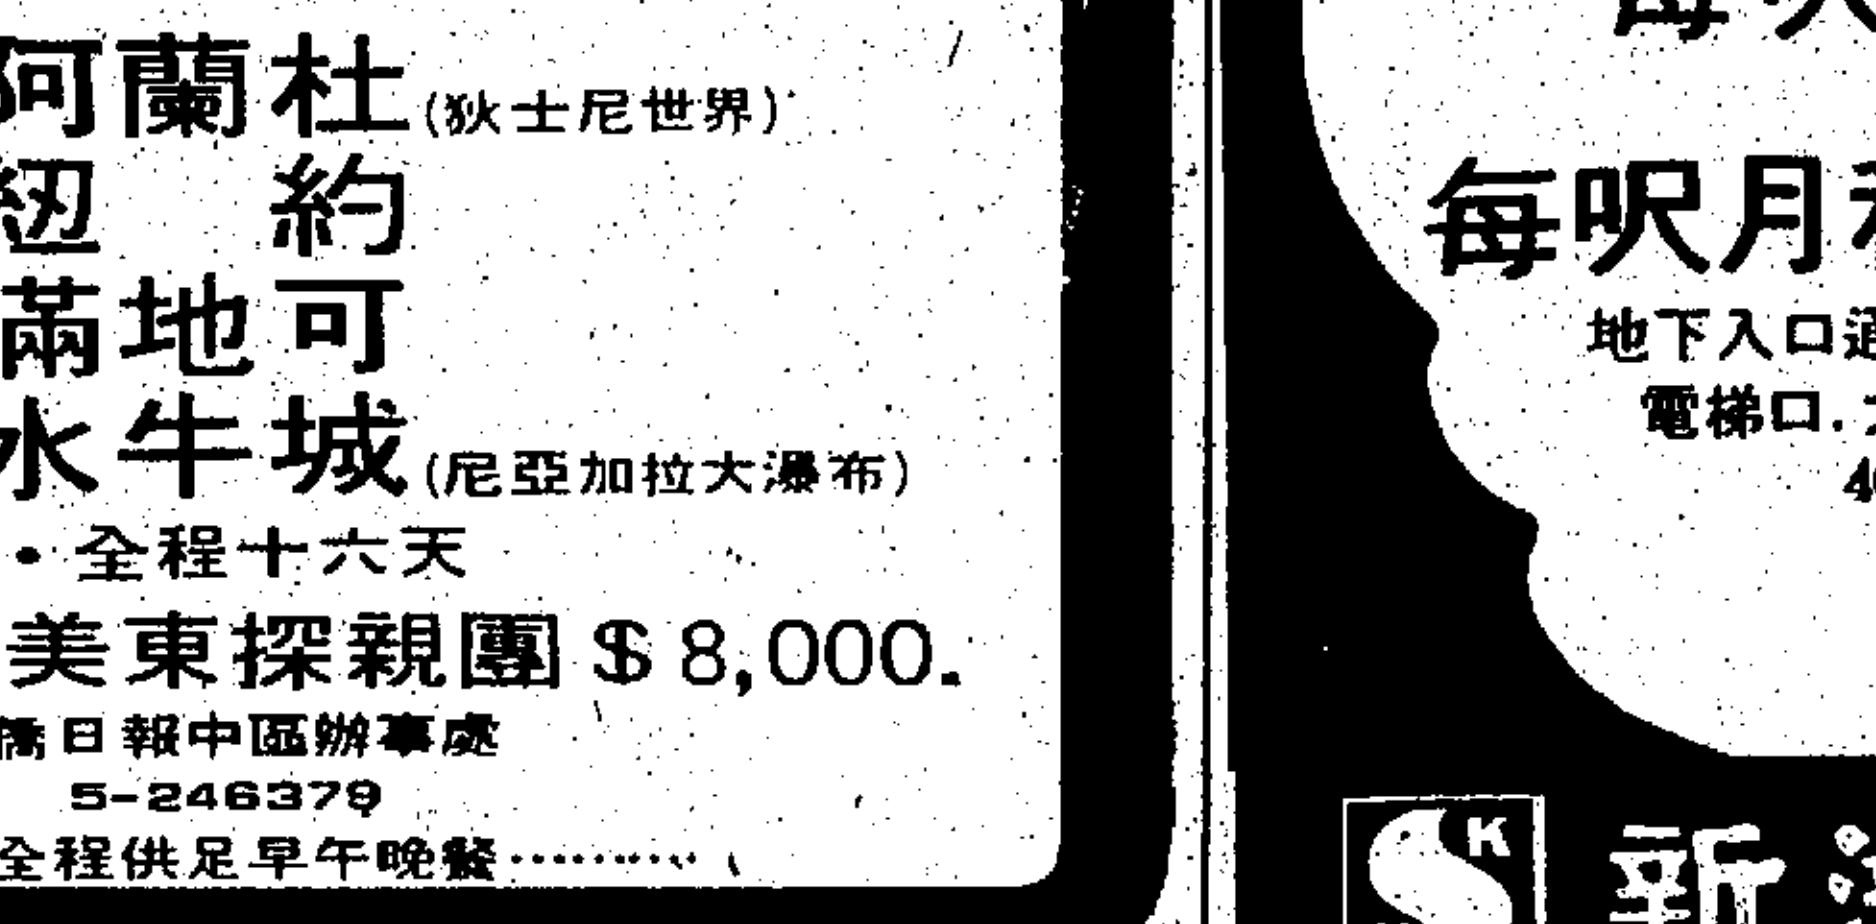 阿蘭杜(狄士尼世界)
紐約
滿地可
水牛城(尼亞加拉大瀑布)
•全程十六天
美東探親團$8,000.
僑日報中區辦事處
5-246379
全程供足早午晚餐………
每呎月
地下入口
電梯口.
K
新